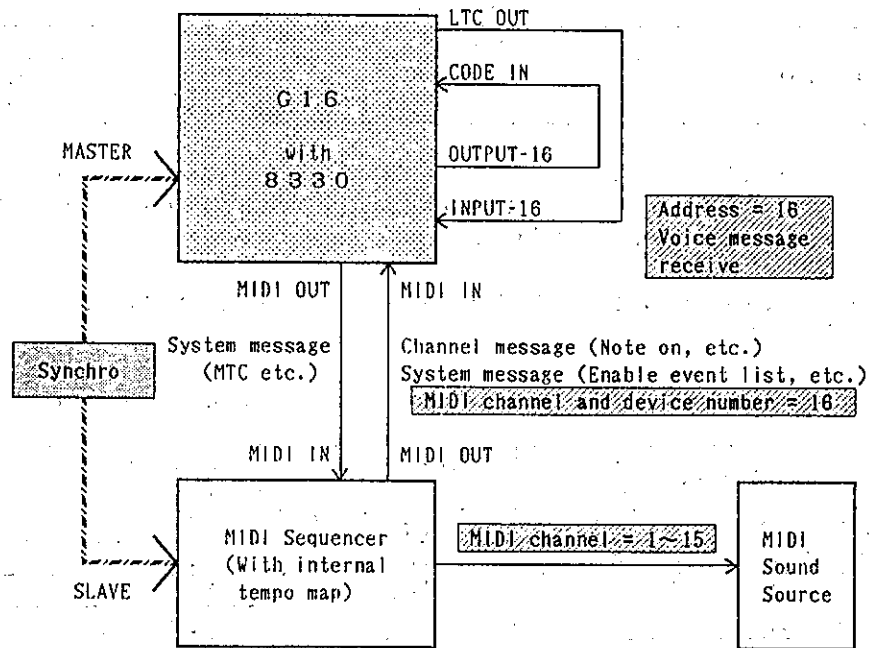 LTC OUT
CODE IN
G16
with
8330
MASTER
OUTPUT-16
INPUT-16
Address = 16
Voice message
receive
MIDI OUT
MIDI IN
System message
(MTC etc.)
Channel message (Note on, etc.)
System message (Enable event list, etc.)
MIDI channel and device number = 16
Synchro
MIDI IN
MIDI OUT
MIDI Sequencer
(With internal
tempo map)
MIDI channel = 1~15
MIDI
Sound
Source
SLAVE